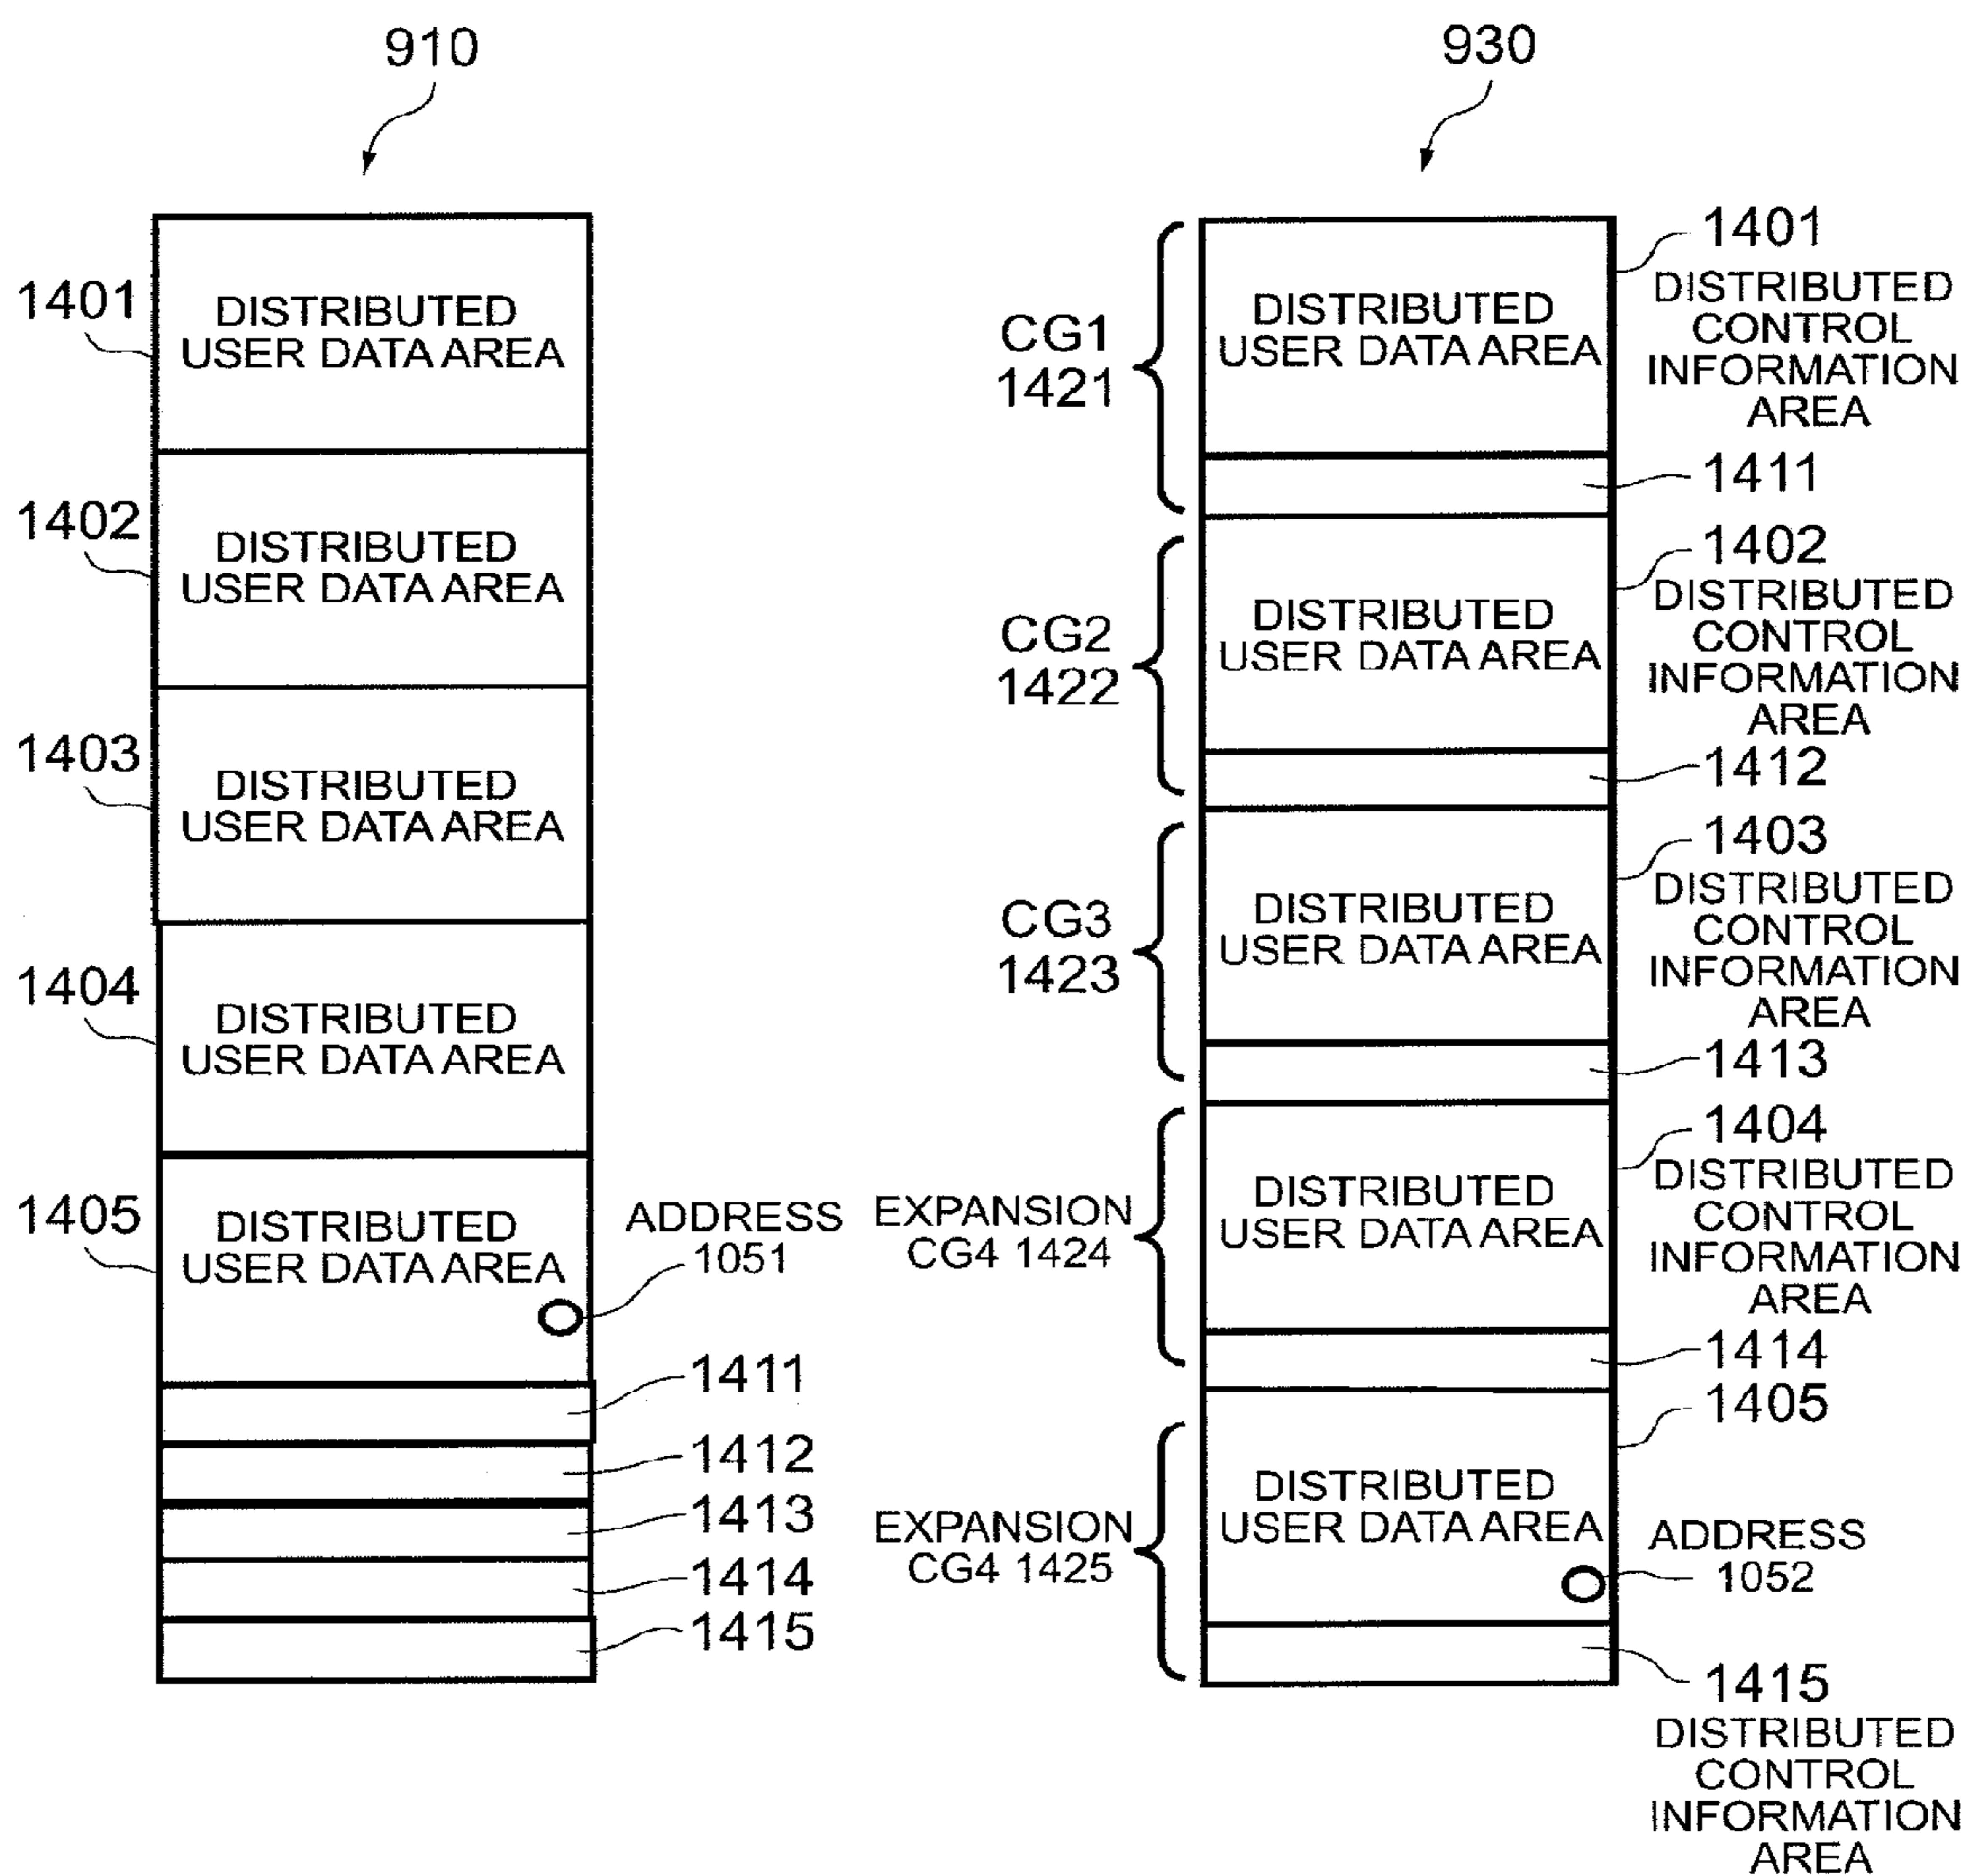 910
1401
DISTRIBUTED
USER DATA AREA
1402
DISTRIBUTED
USER DATA AREA
1403
DISTRIBUTED
USER DATA AREA
1404
DISTRIBUTED
USER DATA AREA
1405
DISTRIBUTED
USER DATA AREA
ADDRESS
1051
1411
1412
1413
1414
1415
930
CG1
1421
DISTRIBUTED
USER DATA AREA
1401
DISTRIBUTED
CONTROL
INFORMATION
AREA
1411
CG2
1422
DISTRIBUTED
USER DATA AREA
1402
DISTRIBUTED
CONTROL
INFORMATION
AREA
1412
CG3
1423
DISTRIBUTED
USER DATA AREA
1403
DISTRIBUTED
CONTROL
INFORMATION
AREA
1413
EXPANSION
CG4 1424
DISTRIBUTED
USER DATA AREA
1404
DISTRIBUTED
CONTROL
INFORMATION
AREA
1414
EXPANSION
CG4 1425
DISTRIBUTED
USER DATA AREA
1405
ADDRESS
1052
1415
DISTRIBUTED
CONTROL
INFORMATION
AREA